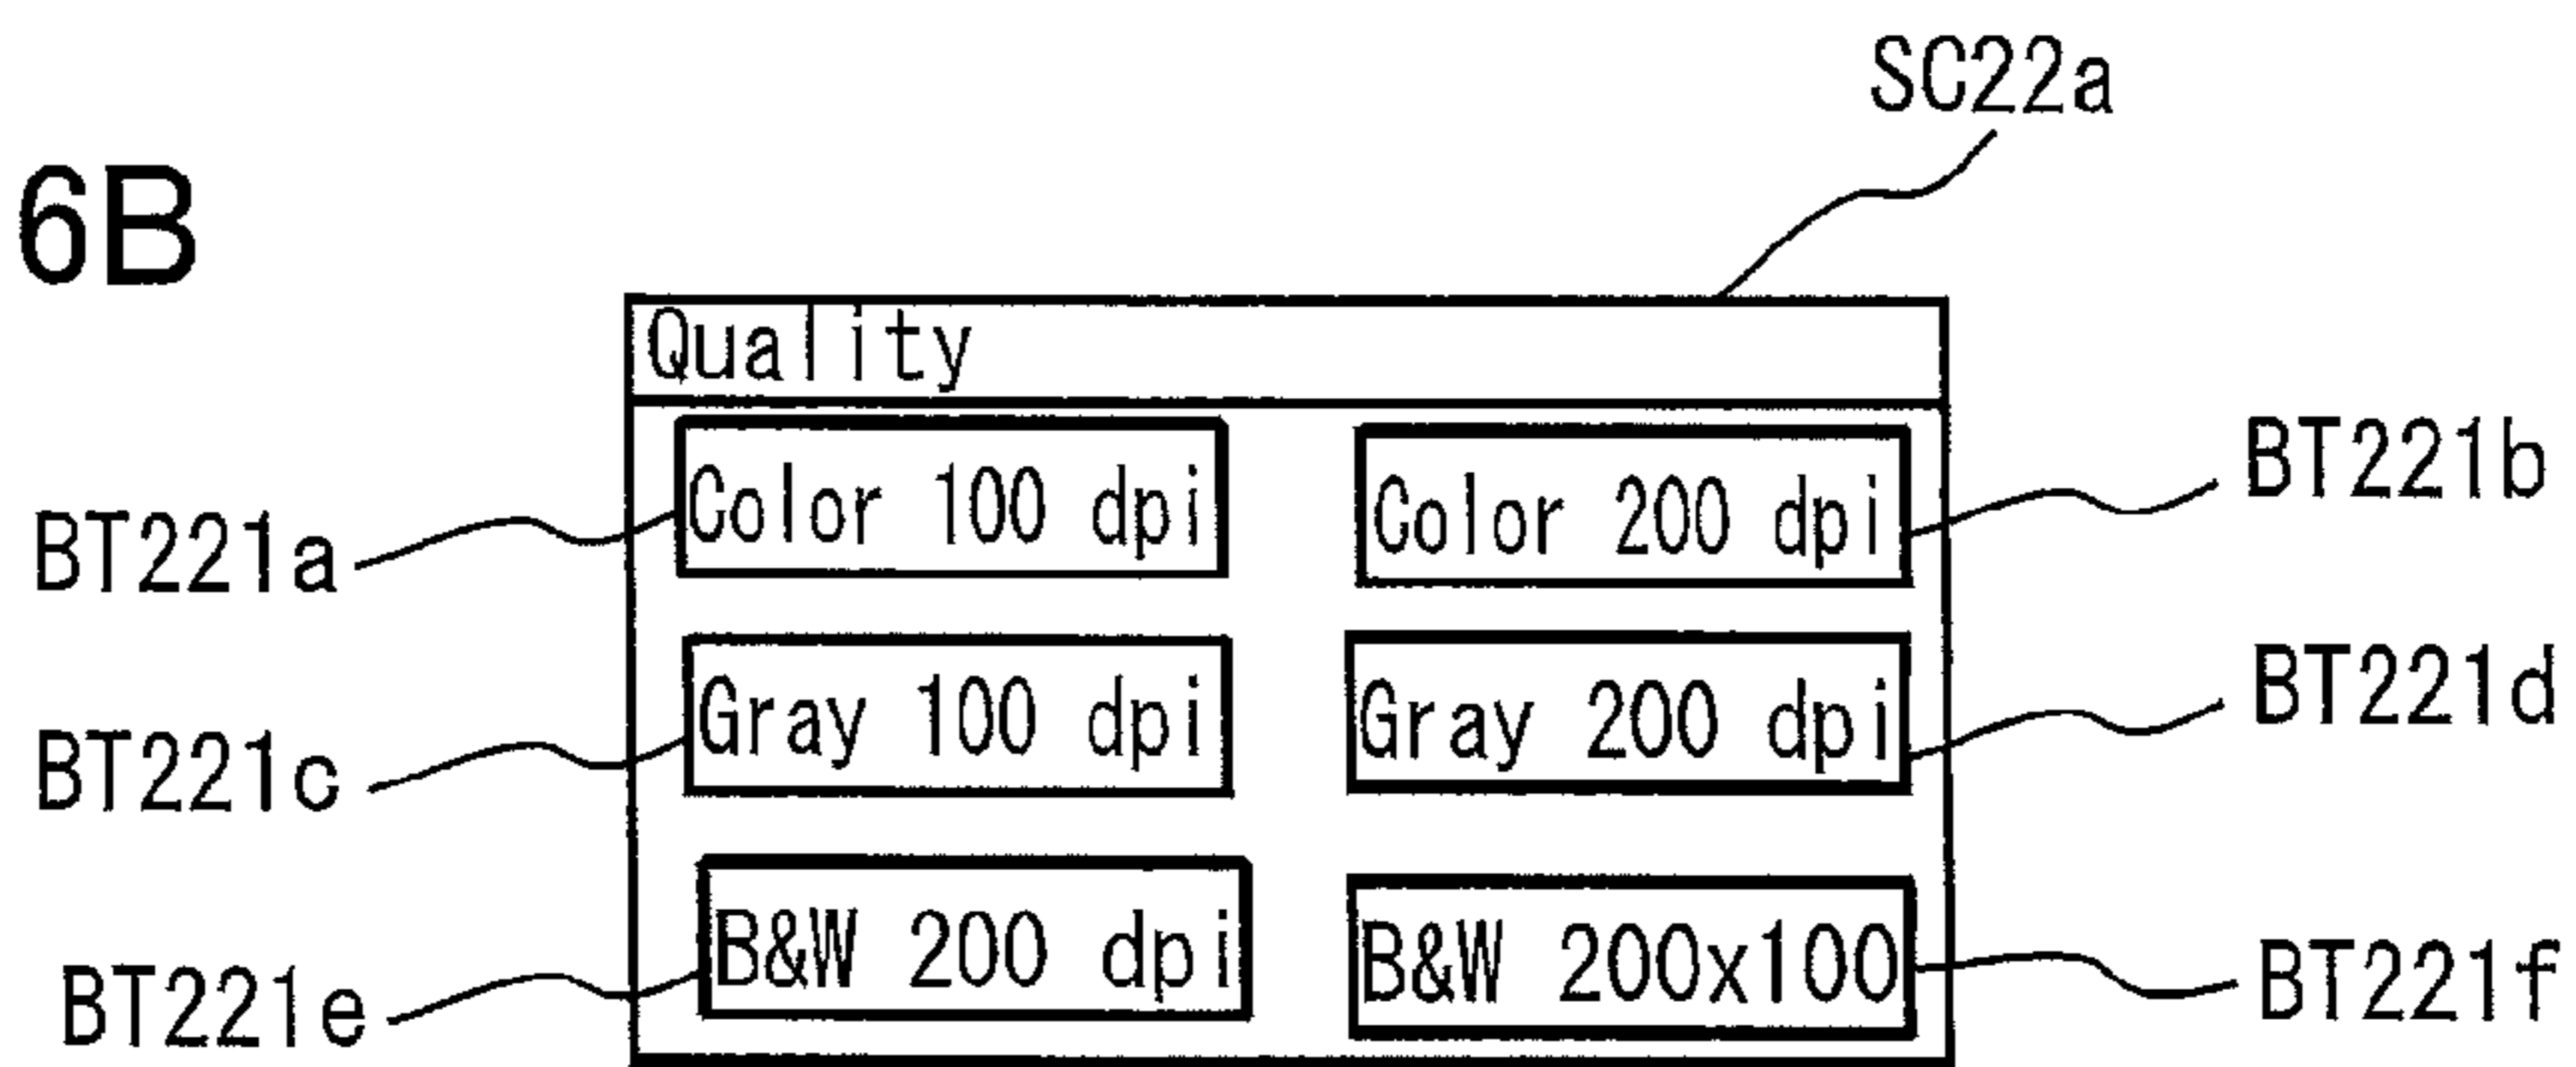 SC22a
6B
Quality
BT221a Color 100 dpi Color 200 dpi BT221b
BT221c Gray 100 dpi Gray 200 dpi BT221d
BT221e B&W 200 dpi B&W 200x100 BT221f